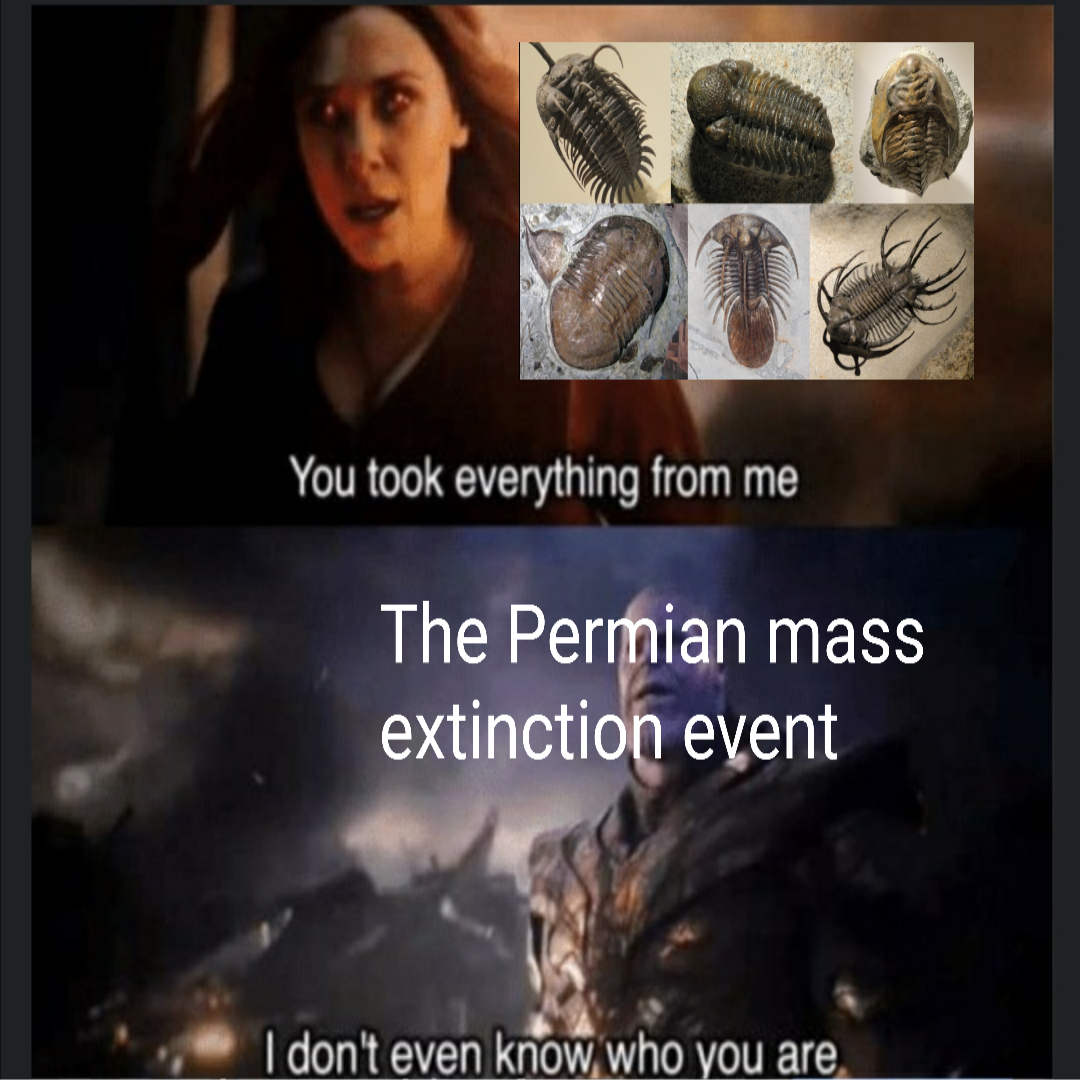 You took everything from me
The Permian mass
extinction event
I don't even know who you are